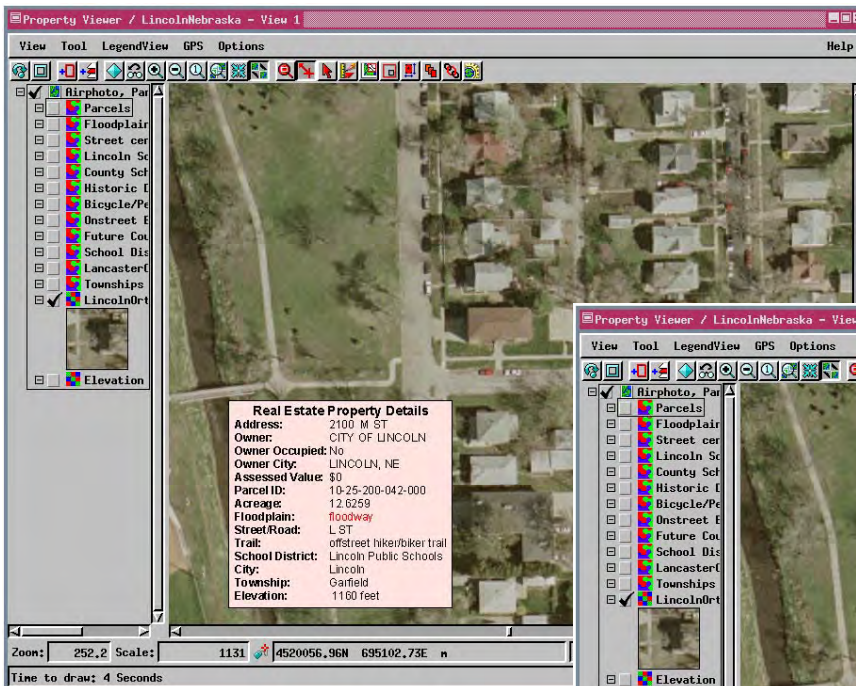 Property Viewer / LincolnNebraska - View 1
View Tool LegendView GPS Options Help
Airphoto, Par
Parcels
Floodplain
Street cer
Lincoln Sc
County Sch
Historic D
Bicycle/Pe
Onstreet B
Future Cou
School Dis
LancasterC
Townships
LincolnOrt
Elevation
Real Estate Property Details
Address: 2100 M ST
Owner: CITY OF LINCOLN
Owner Occupied: No
Owner City: LINCOLN, NE
Assessed Value: $0
Parcel ID: 10-25-200-042-000
Acreage: 12.6259
Floodplain: floodway
Street/Road: L ST
Trail: offstreet hiker/biker trail
School District: Lincoln Public Schools
City: Lincoln
Township: Garfield
Elevation: 1160 feet
Zoom: 252.2 Scale: 1131 4520056.96N 695102.73E m
Time to draw: 4 Seconds
Property Viewer / LincolnNebraska - View
View Tool LegendView GPS Options
Airphoto, Par
Parcels
Floodplain
Street cer
Lincoln Sc
County Sch
Historic D
Bicycle/Pe
Onstreet B
Future Cou
School Dis
LancasterC
Townships
LincolnOrt
Elevation